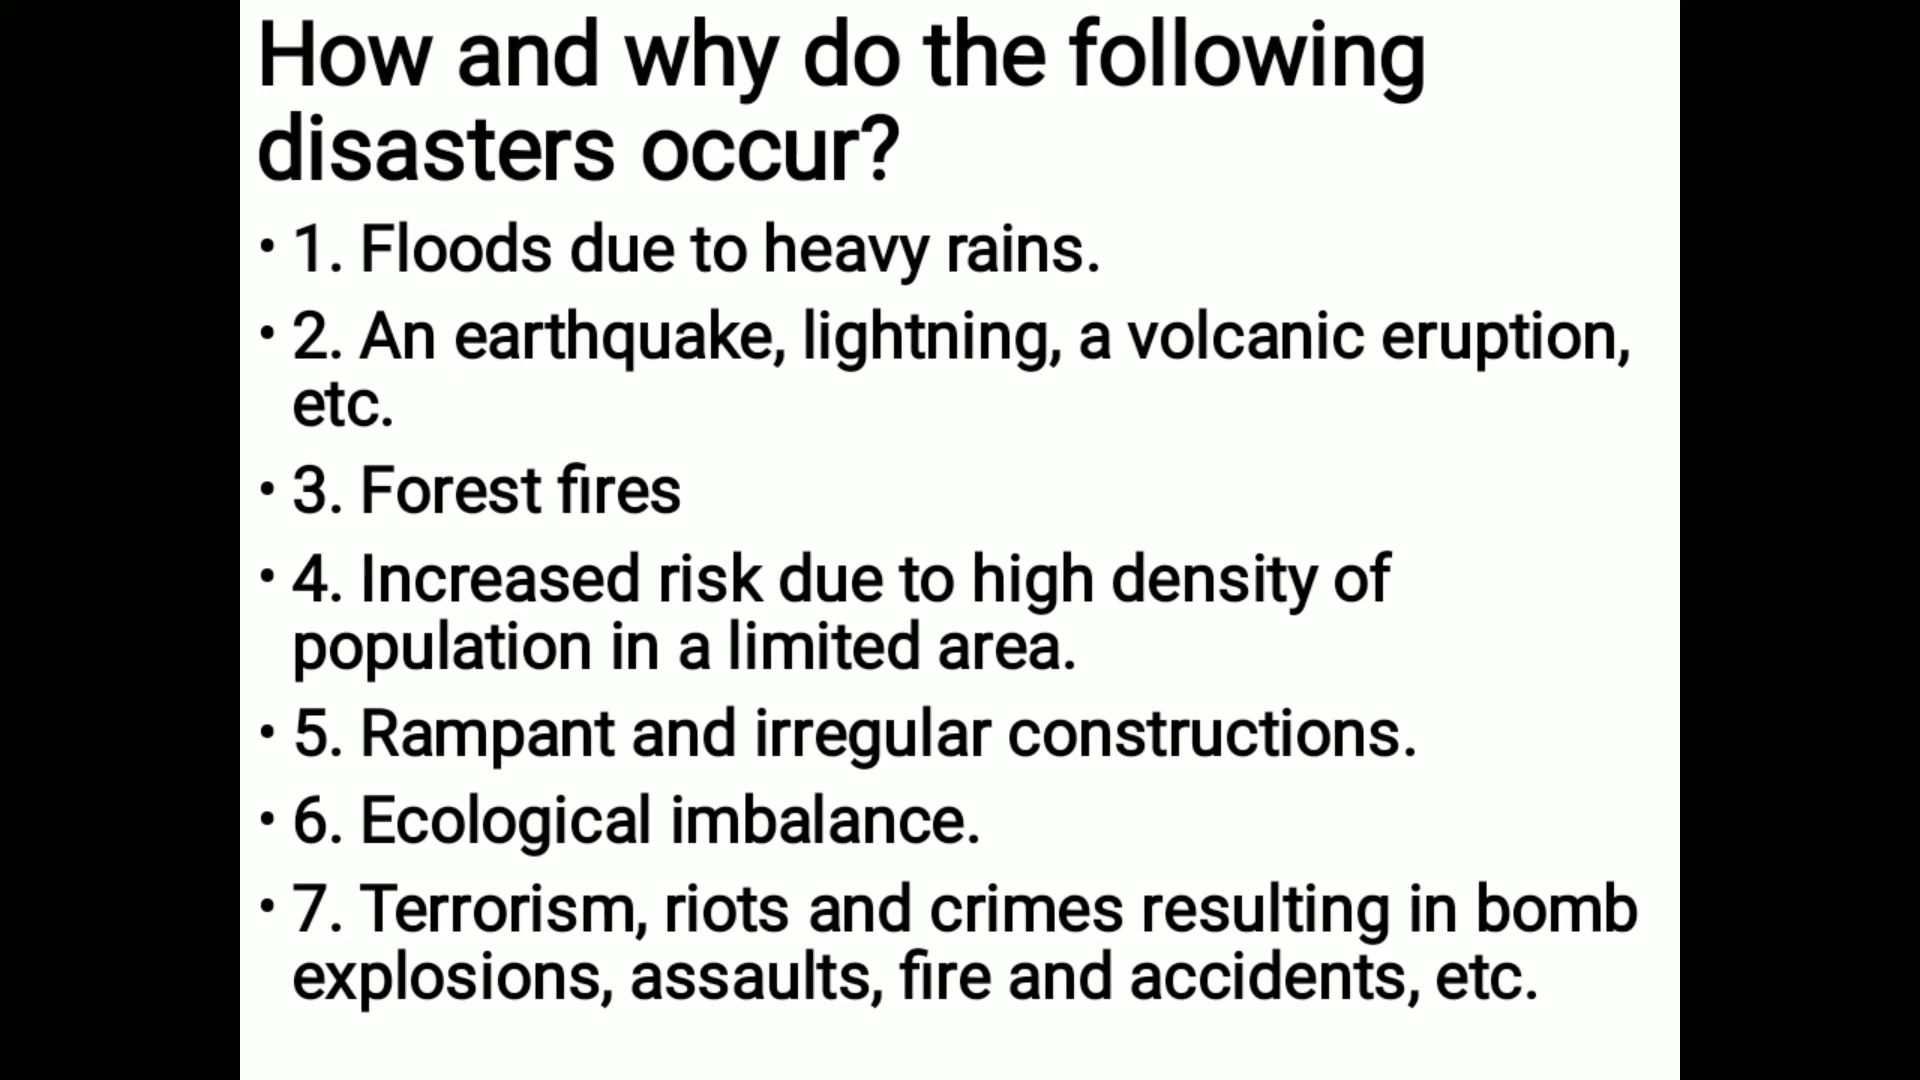 How and why do the following
disasters occur?
• 1. Floods due to heavy rains.
• 2. An earthquake, lightning, a volcanic eruption,
etc.
• 3. Forest fires
• 4. Increased risk due to high density of
population in a limited area.
• 5. Rampant and irregular constructions.
• 6. Ecological imbalance.
• 7. Terrorism, riots and crimes resulting in bomb
explosions, assaults, fire and accidents, etc.